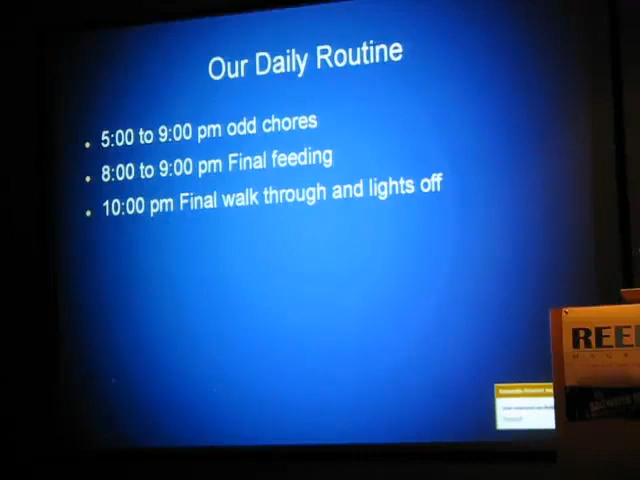 Our Daily Routine
5:00 to 9:00 pm odd chores
8:00 to 9:00 pm Final feeding
10:00 pm Final walk through and lights off